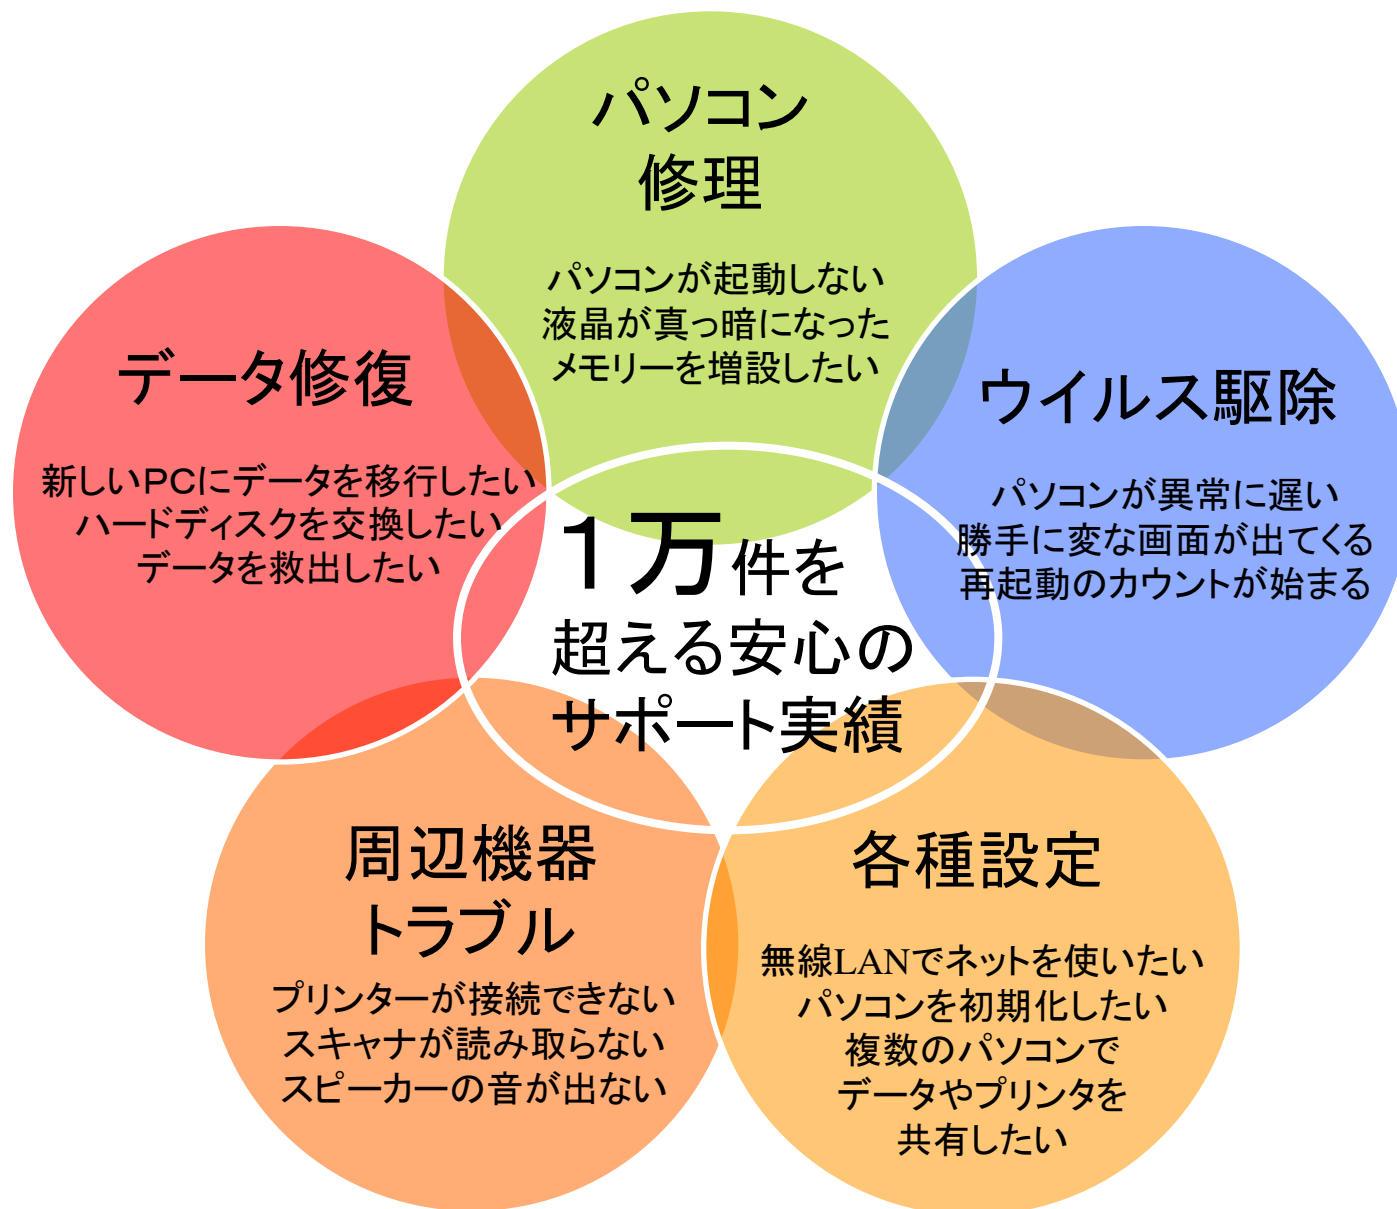 パソコン
修理
パソコンが起動しない
液晶が真っ暗になった
メモリーを増設したい
データ修復
新しいPCにデータを移行したい
ハードディスクを交換したい
データを救出したい
ウイルス駆除
パソコンが異常に遅い
勝手に変な画面が出てくる
再起動のカウントが始まる
1万件を
超える安心の
サポート実績
周辺機器
トラブル
プリンターが接続できない
スキャナが読み取らない
スピーカーの音が出ない
各種設定
無線LANでネットを使いたい
パソコンを初期化したい
複数のパソコンで
データやプリンタを
共有したい